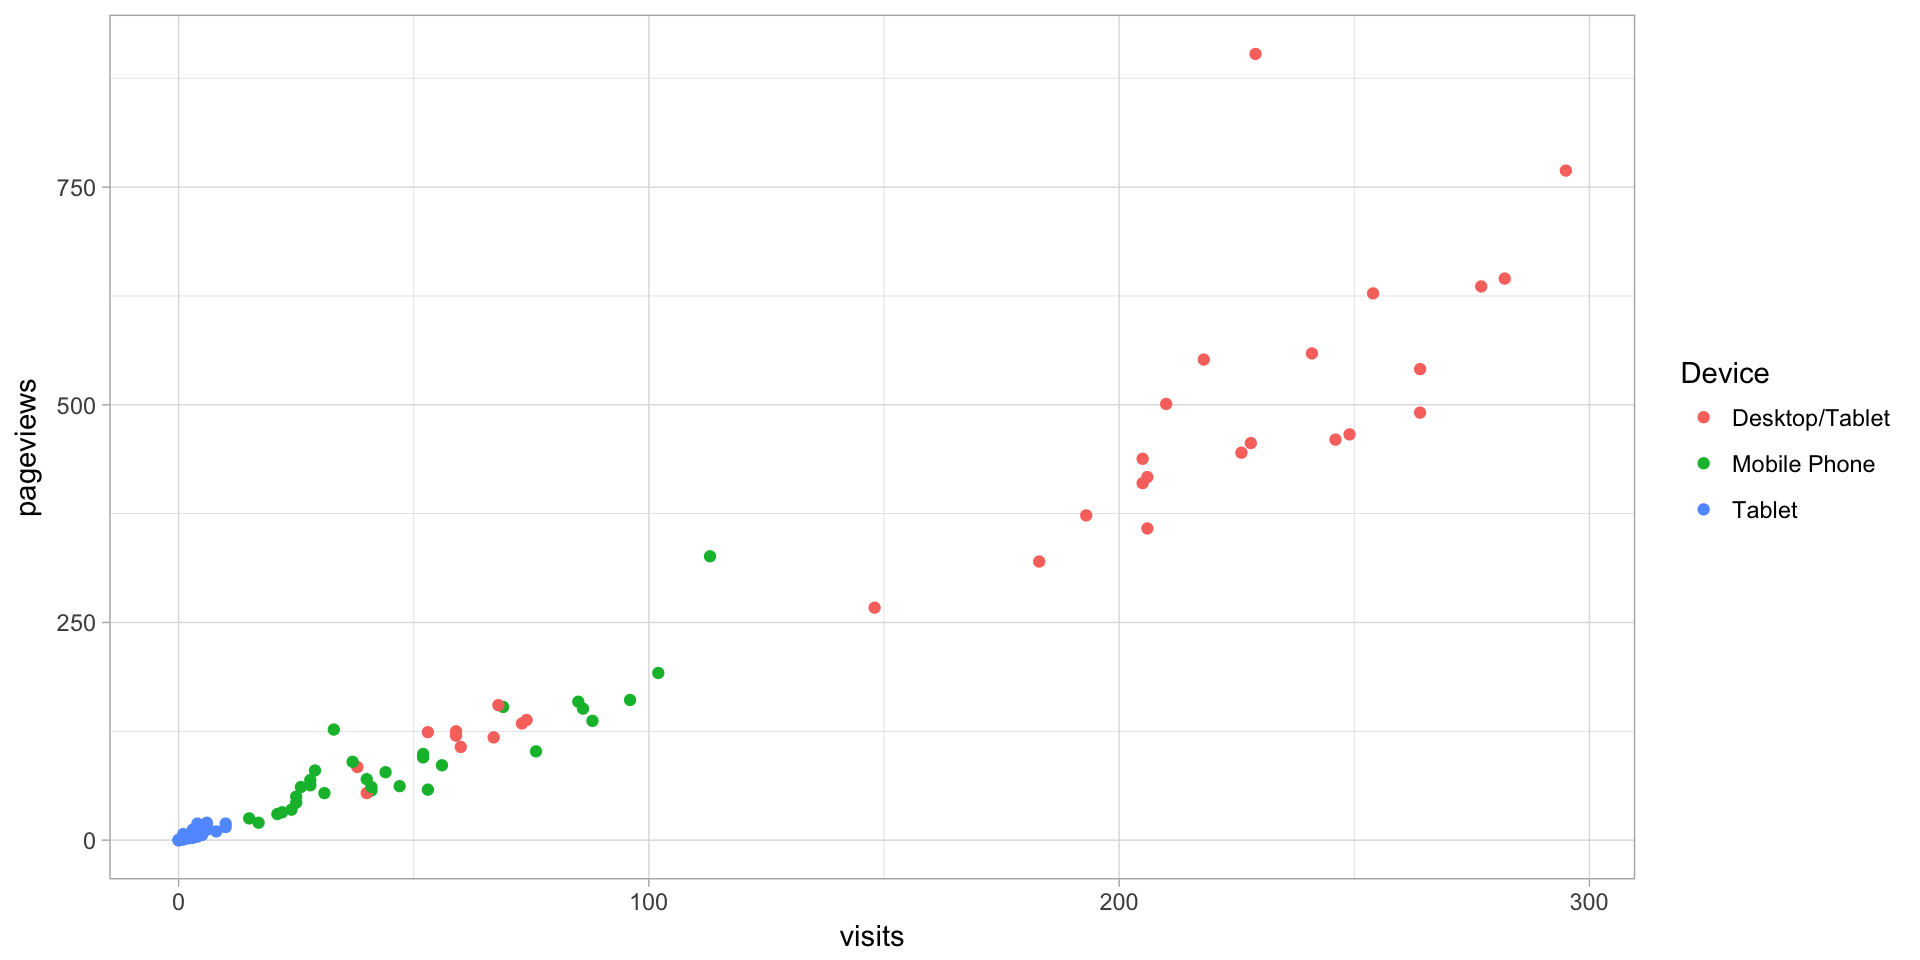 750
500
250
0
pageviews
0 100 200 300
visits
Device
Desktop/Tablet
Mobile Phone
Tablet